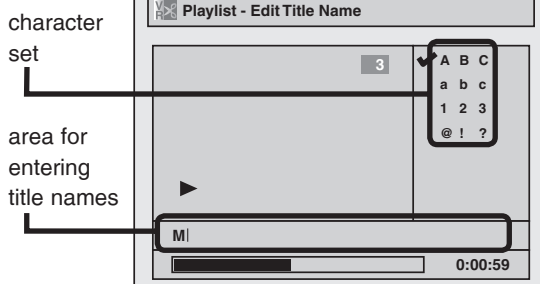 Playlist - Edit Title Name
character
set
3
A B C
a b c
1 2 3
@ ! ?
area for
entering
title names
M
0:00:59